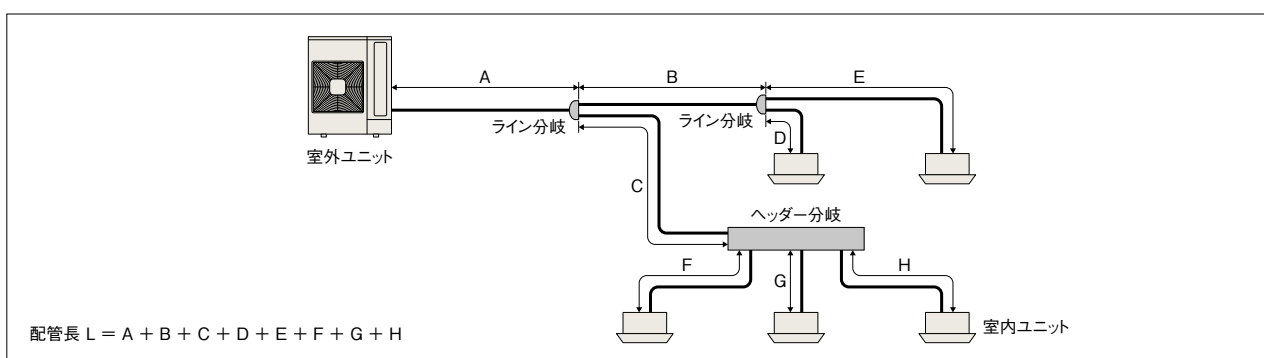 A
B
E
ライン分岐
ライン分岐
室外ユニット
D
C
ヘッダー分岐
F
G
H
配管長 L = A + B + C + D + E + F + G + H
室内ユニット